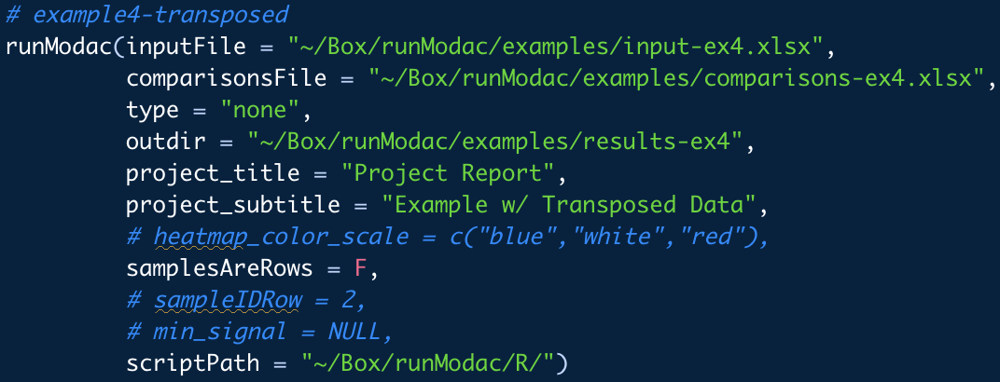 # example4-transposed
runModac(inputFile = "~/Box/runModac/examples/input-ex4.xlsx",
comparisonsFile = "~/Box/runModac/examples/comparisons-ex4.xlsx",
type = "none",
outdir = "~/Box/runModac/examples/results-ex4",
project_title = "Project Report",
project_subtitle = "Example w/ Transposed Data",
# heatmap_color_scale = c("blue","white","red"),
samplesAreRows = F,
# sampleIDRow = 2,
# min_signal = NULL,
scriptPath = "~/Box/runModac/R/")